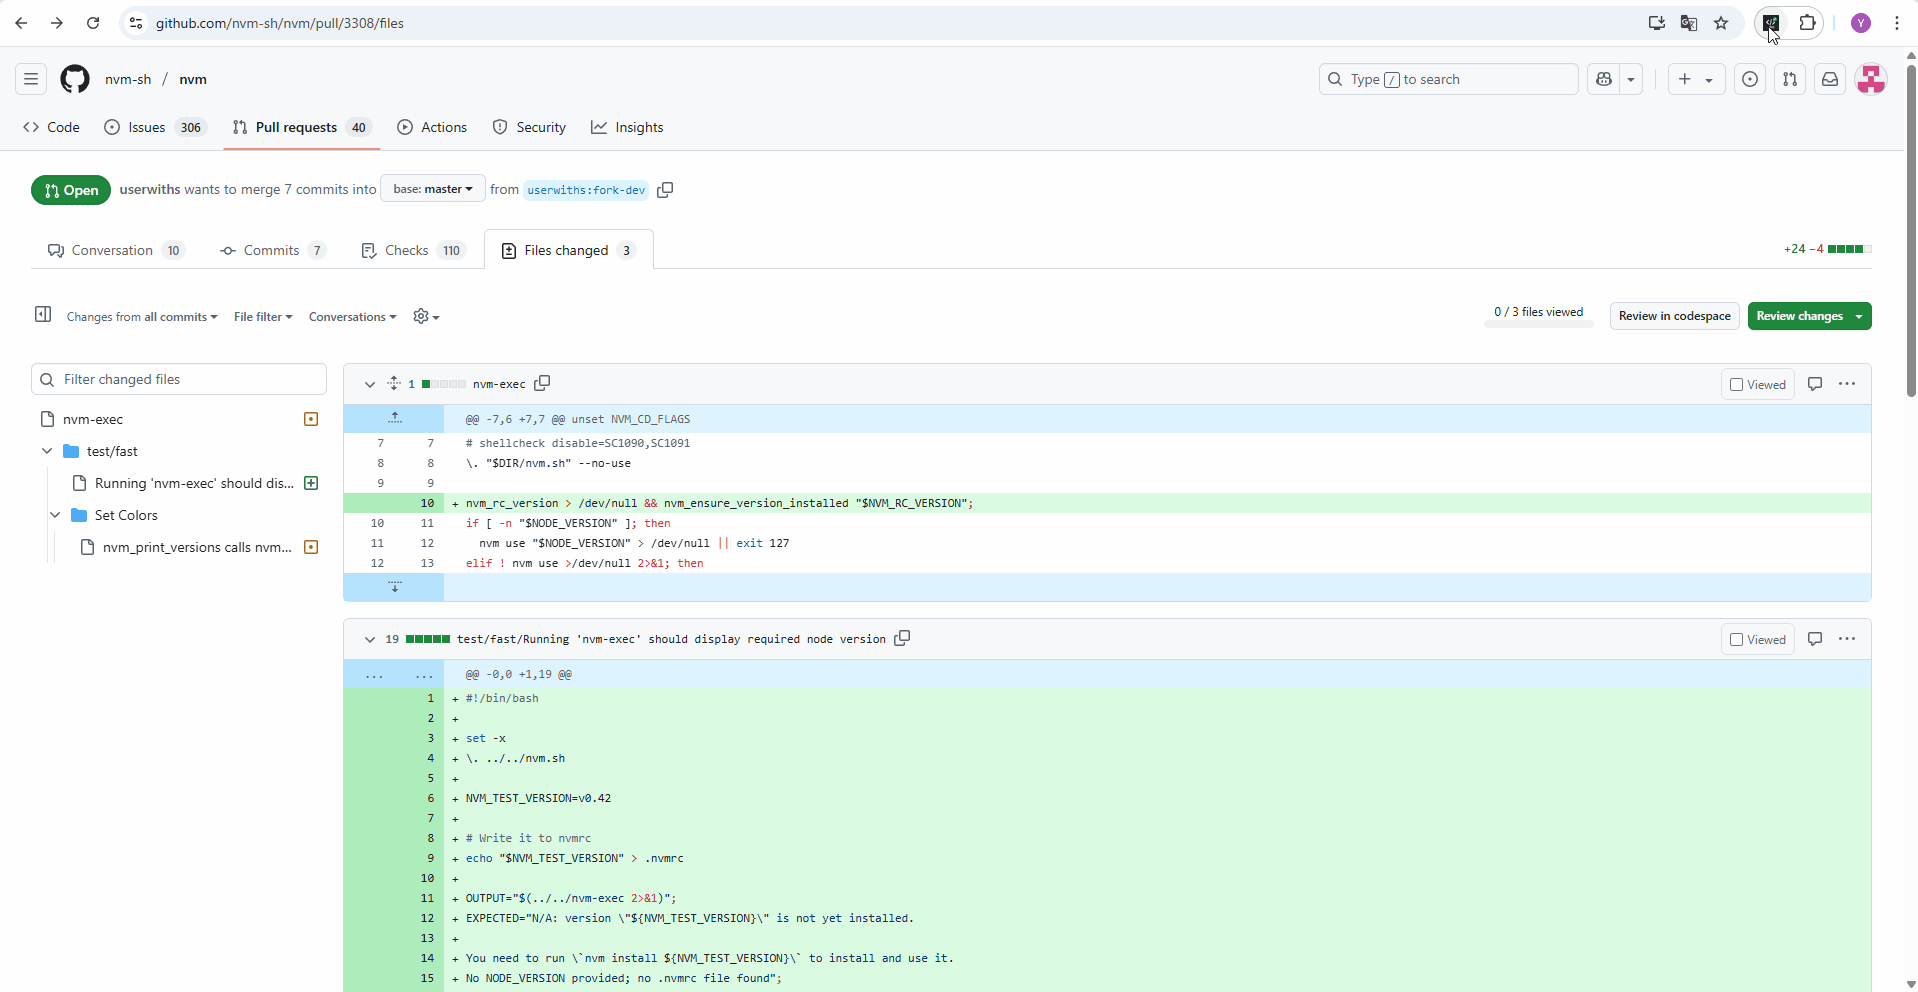 github.com/nvm-sh/nvm/pull/3308/files
Y
nvm-sh / nvm
Type / to search
Code
Issues 306
Pull requests 40
Actions
Security
Insights
Open
userwiths wants to merge 7 commits into base: master from userwiths:fork-dev
Conversation 10
Commits 7
Checks 110
Files changed 3
+24 −4
Changes from all commits
File filter
Conversations
0 / 3 files viewed
Review in codespace
Review changes
Filter changed files
nvm-exec
test/fast
Running 'nvm-exec' should dis...
Set Colors
nvm_print_versions calls nvm...
1 nvm-exec
Viewed
@@ -7,6 +7,7 @@ unset NVM_CD_FLAGS
7 7 # shellcheck disable=SC1090,SC1091
8 8 \. "$DIR/nvm.sh" --no-use
9 9
10 + nvm_rc_version > /dev/null && nvm_ensure_version_installed "$NVM_RC_VERSION";
10 11 if [ -n "$NODE_VERSION" ]; then
11 12 nvm use "$NODE_VERSION" > /dev/null || exit 127
12 13 elif ! nvm use >/dev/null 2>&1; then
19 test/fast/Running 'nvm-exec' should display required node version
Viewed
... ... @@ -0,0 +1,19 @@
1 + #!/bin/bash
2 +
3 + set -x
4 + \. ../../nvm.sh
5 +
6 + NVM_TEST_VERSION=v0.42
7 +
8 + # Write it to nvmrc
9 + echo "$NVM_TEST_VERSION" > .nvmrc
10 +
11 + OUTPUT="$(../../nvm-exec 2>&1)";
12 + EXPECTED="N/A: version \"${NVM_TEST_VERSION}\" is not yet installed.
13 +
14 + You need to run \`nvm install ${NVM_TEST_VERSION}\` to install and use it.
15 + No NODE_VERSION provided; no .nvmrc file found";